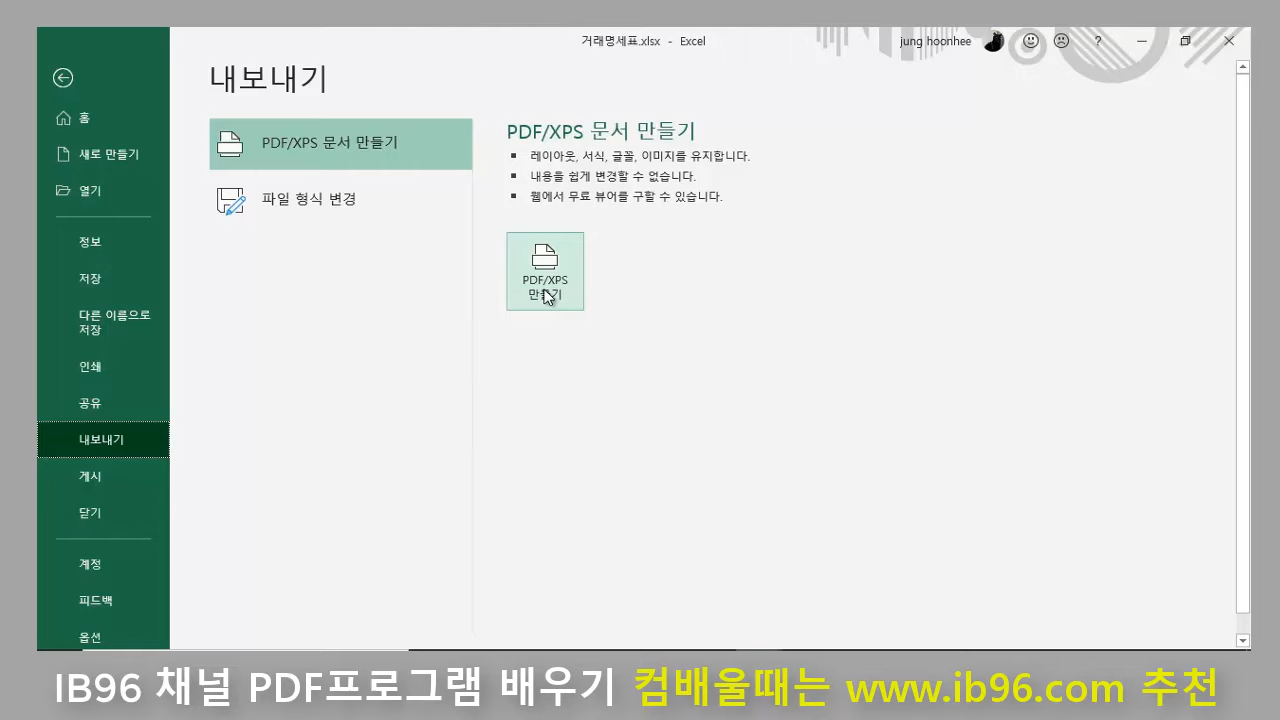 거래명세표.xlsx - Excel
jung hoonhee
?
내보내기
홈
새로 만들기
열기
정보
저장
다른 이름으로
저장
인쇄
공유
내보내기
게시
닫기
계정
피드백
옵션
PDF/XPS 문서 만들기
파일 형식 변경
PDF/XPS 문서 만들기
레이아웃, 서식, 글꼴, 이미지를 유지합니다.
내용을 쉽게 변경할 수 없습니다.
웹에서 무료 뷰어를 구할 수 있습니다.
PDF/XPS
만들기
IB96 채널 PDF프로그램 배우기 컴배울때는 www.ib96.com 추천